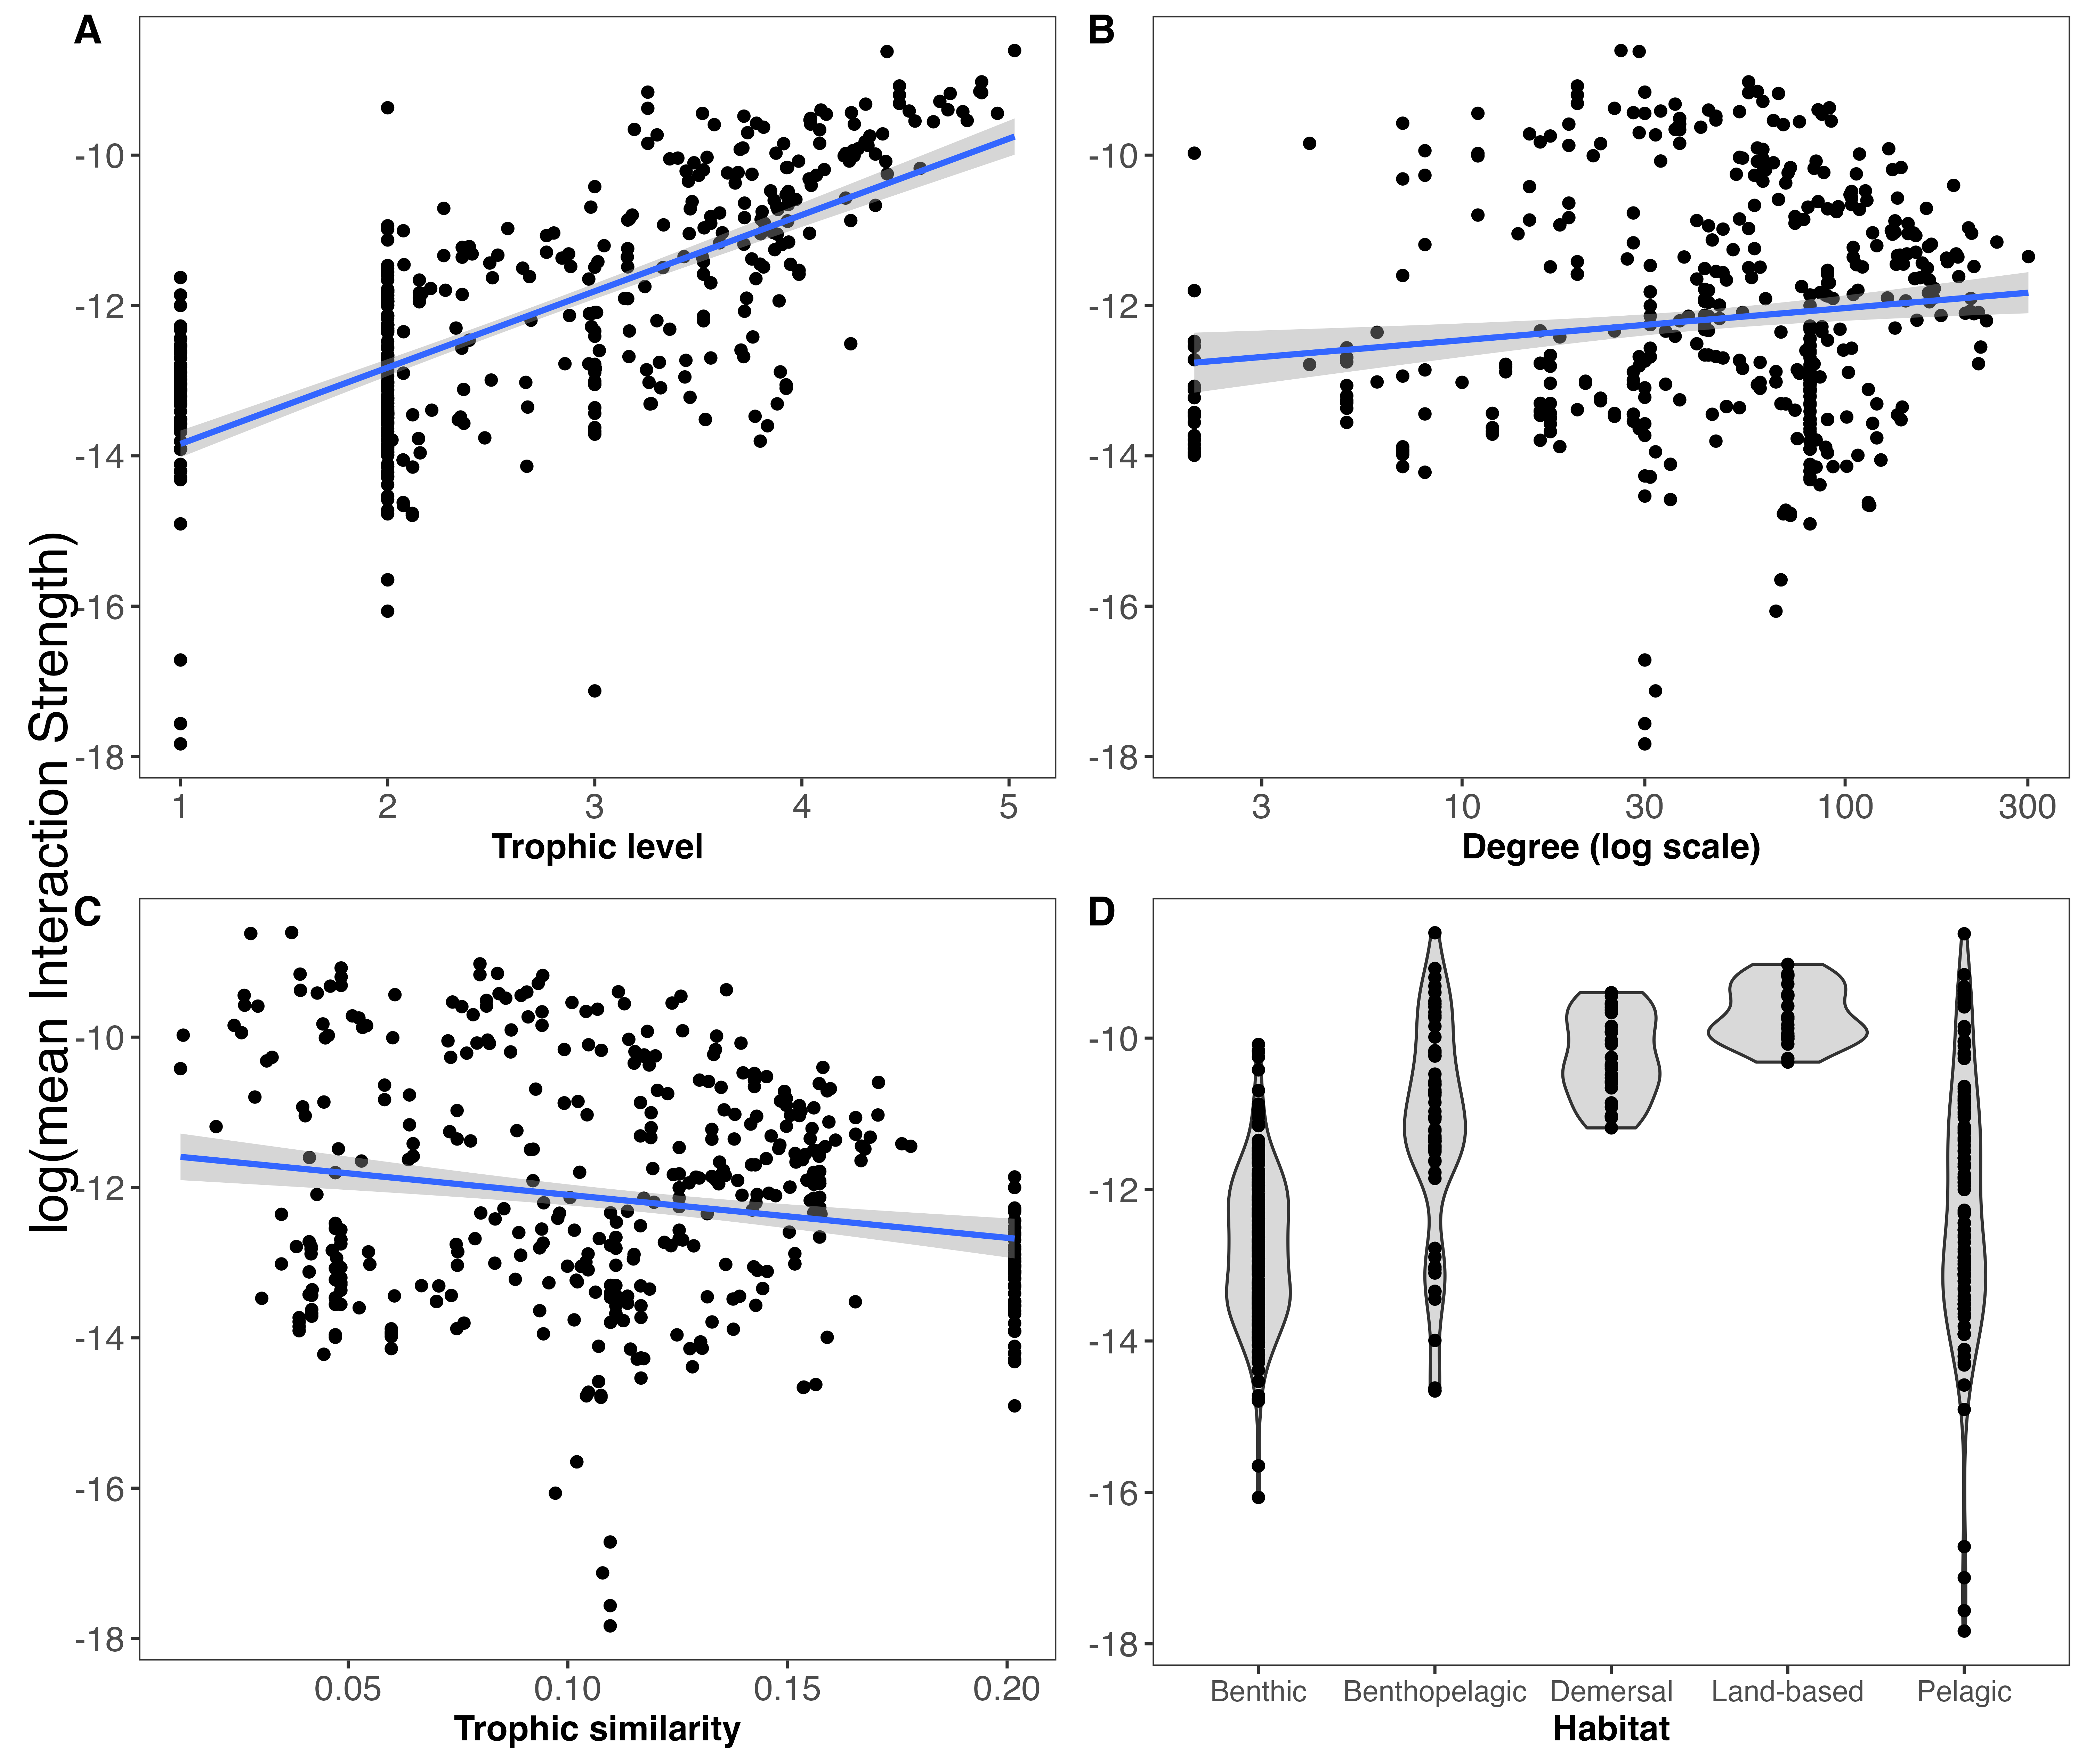 log(mean Interaction Strength)
A
-10
-12
-14
-16
-18
1 2 3 4 5
Trophic level
B
-10
-12
-14
-16
-18
3 10 30 100 300
Degree (log scale)
C
-10
-12
-14
-16
-18
0.05 0.10 0.15 0.20
Trophic similarity
D
-10
-12
-14
-16
-18
Benthic Benthopelagic Demersal Land-based Pelagic
Habitat